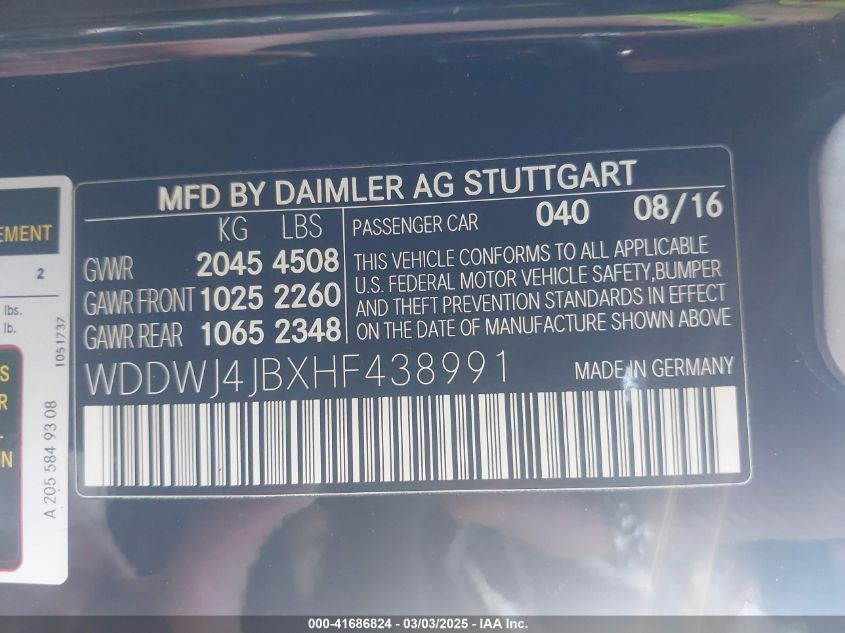 MFD BY DAIMLER AG STUTTGART
KG LBS
GVWR 2045 4508
GAWR FRONT 1025 2260
GAWR REAR 1065 2348
PASSENGER CAR 040 08/16
THIS VEHICLE CONFORMS TO ALL APPLICABLE
U.S. FEDERAL MOTOR VEHICLE SAFETY,BUMPER
AND THEFT PREVENTION STANDARDS IN EFFECT
ON THE DATE OF MANUFACTURE SHOWN ABOVE
WDDWJ4JBXHF438991 MADE IN GERMANY
EMENT
2
lbs.
lb.
1051737
S
R
-
N
A 205 584 93 08
000-41686824 - 03/03/2025 - IAA Inc.